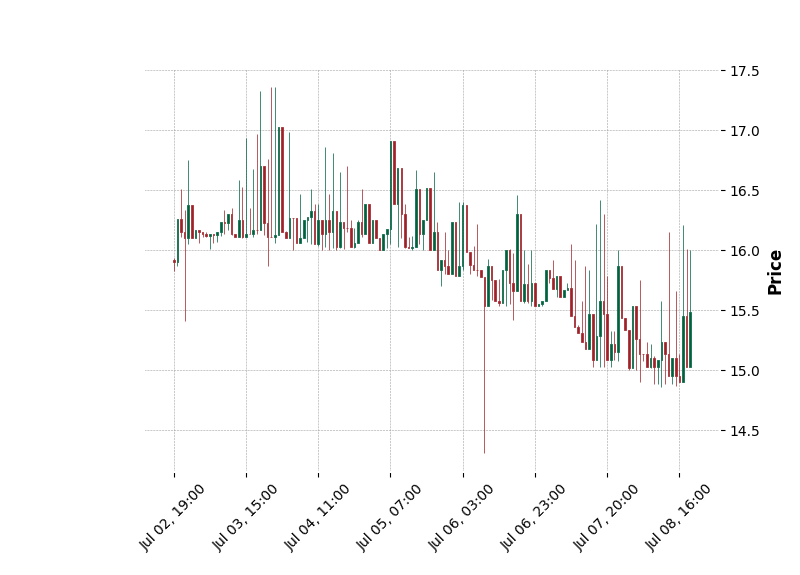 17.5
17.0
16.5
16.0
15.5
15.0
14.5
Price
Jul 02, 19:00
Jul 03, 15:00
Jul 04, 11:00
Jul 05, 07:00
Jul 06, 03:00
Jul 06, 23:00
Jul 07, 20:00
Jul 08, 16:00